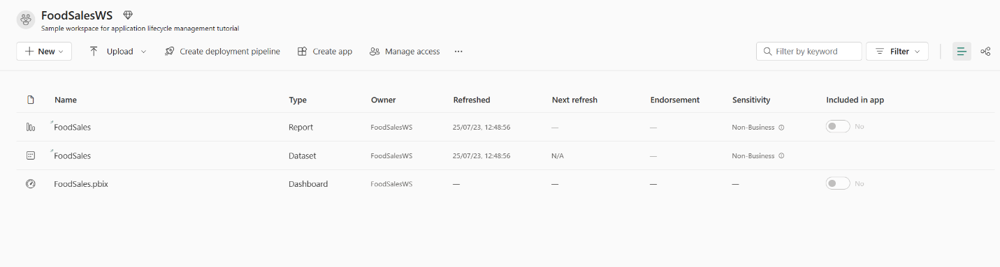 FoodSalesWS
Sample workspace for application lifecycle management tutorial
New Upload Create deployment pipeline Create app Manage access ... Filter by keyword Filter
Name Type Owner Refreshed Next refresh Endorsement Sensitivity Included in app
FoodSales Report FoodSalesWS 25/07/23, 12:48:56 — — Non-Business No
FoodSales Dataset FoodSalesWS 25/07/23, 12:48:56 N/A — Non-Business
FoodSales.pbix Dashboard FoodSalesWS — — — — No